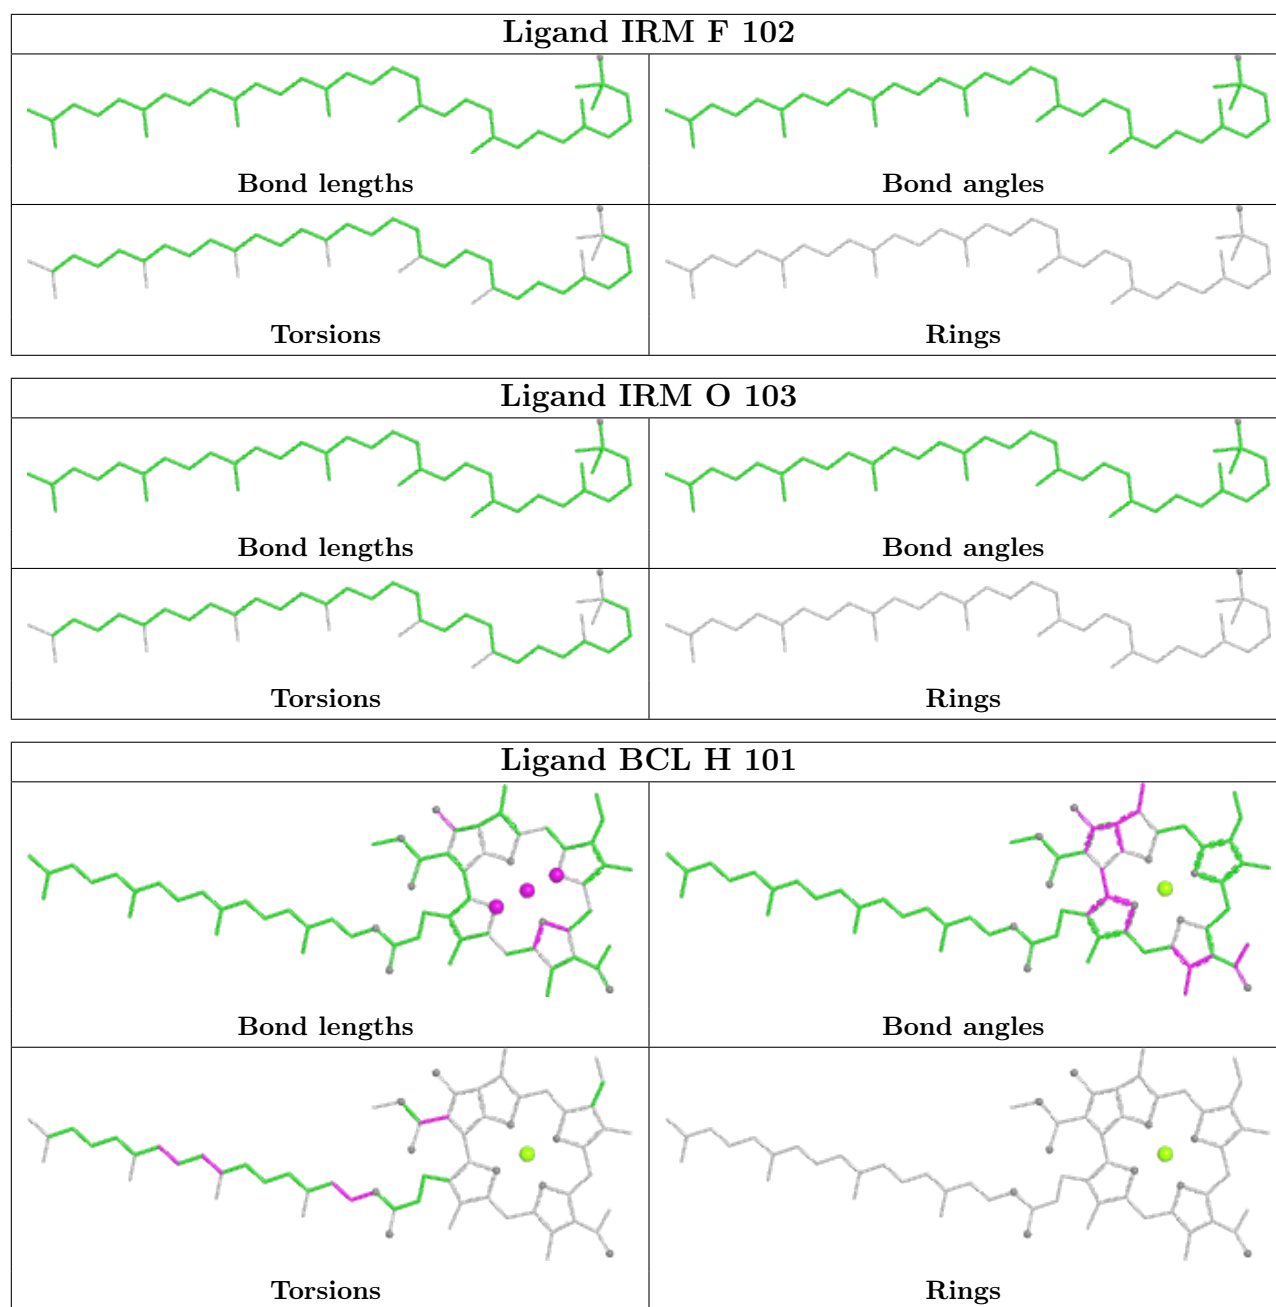 Ligand IRM F 102
Bond lengths
Bond angles
Torsions
Rings
Ligand IRM O 103
Bond lengths
Bond angles
Torsions
Rings
Ligand BCL H 101
Bond lengths
Bond angles
Torsions
Rings